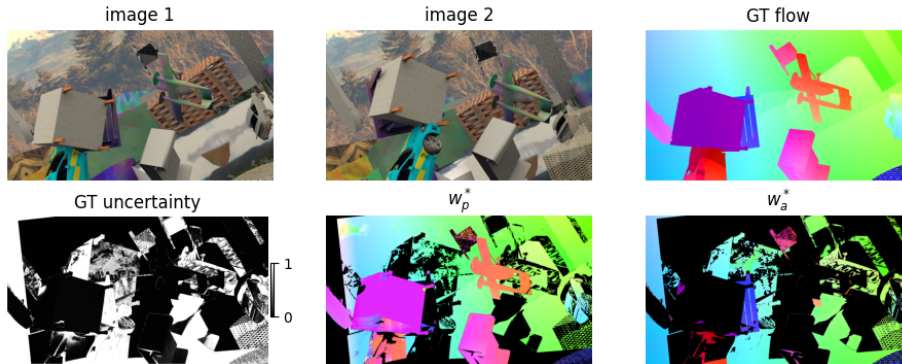 image 1
image 2
GT flow
GT uncertainty
1
0
w_p^*
w_a^*